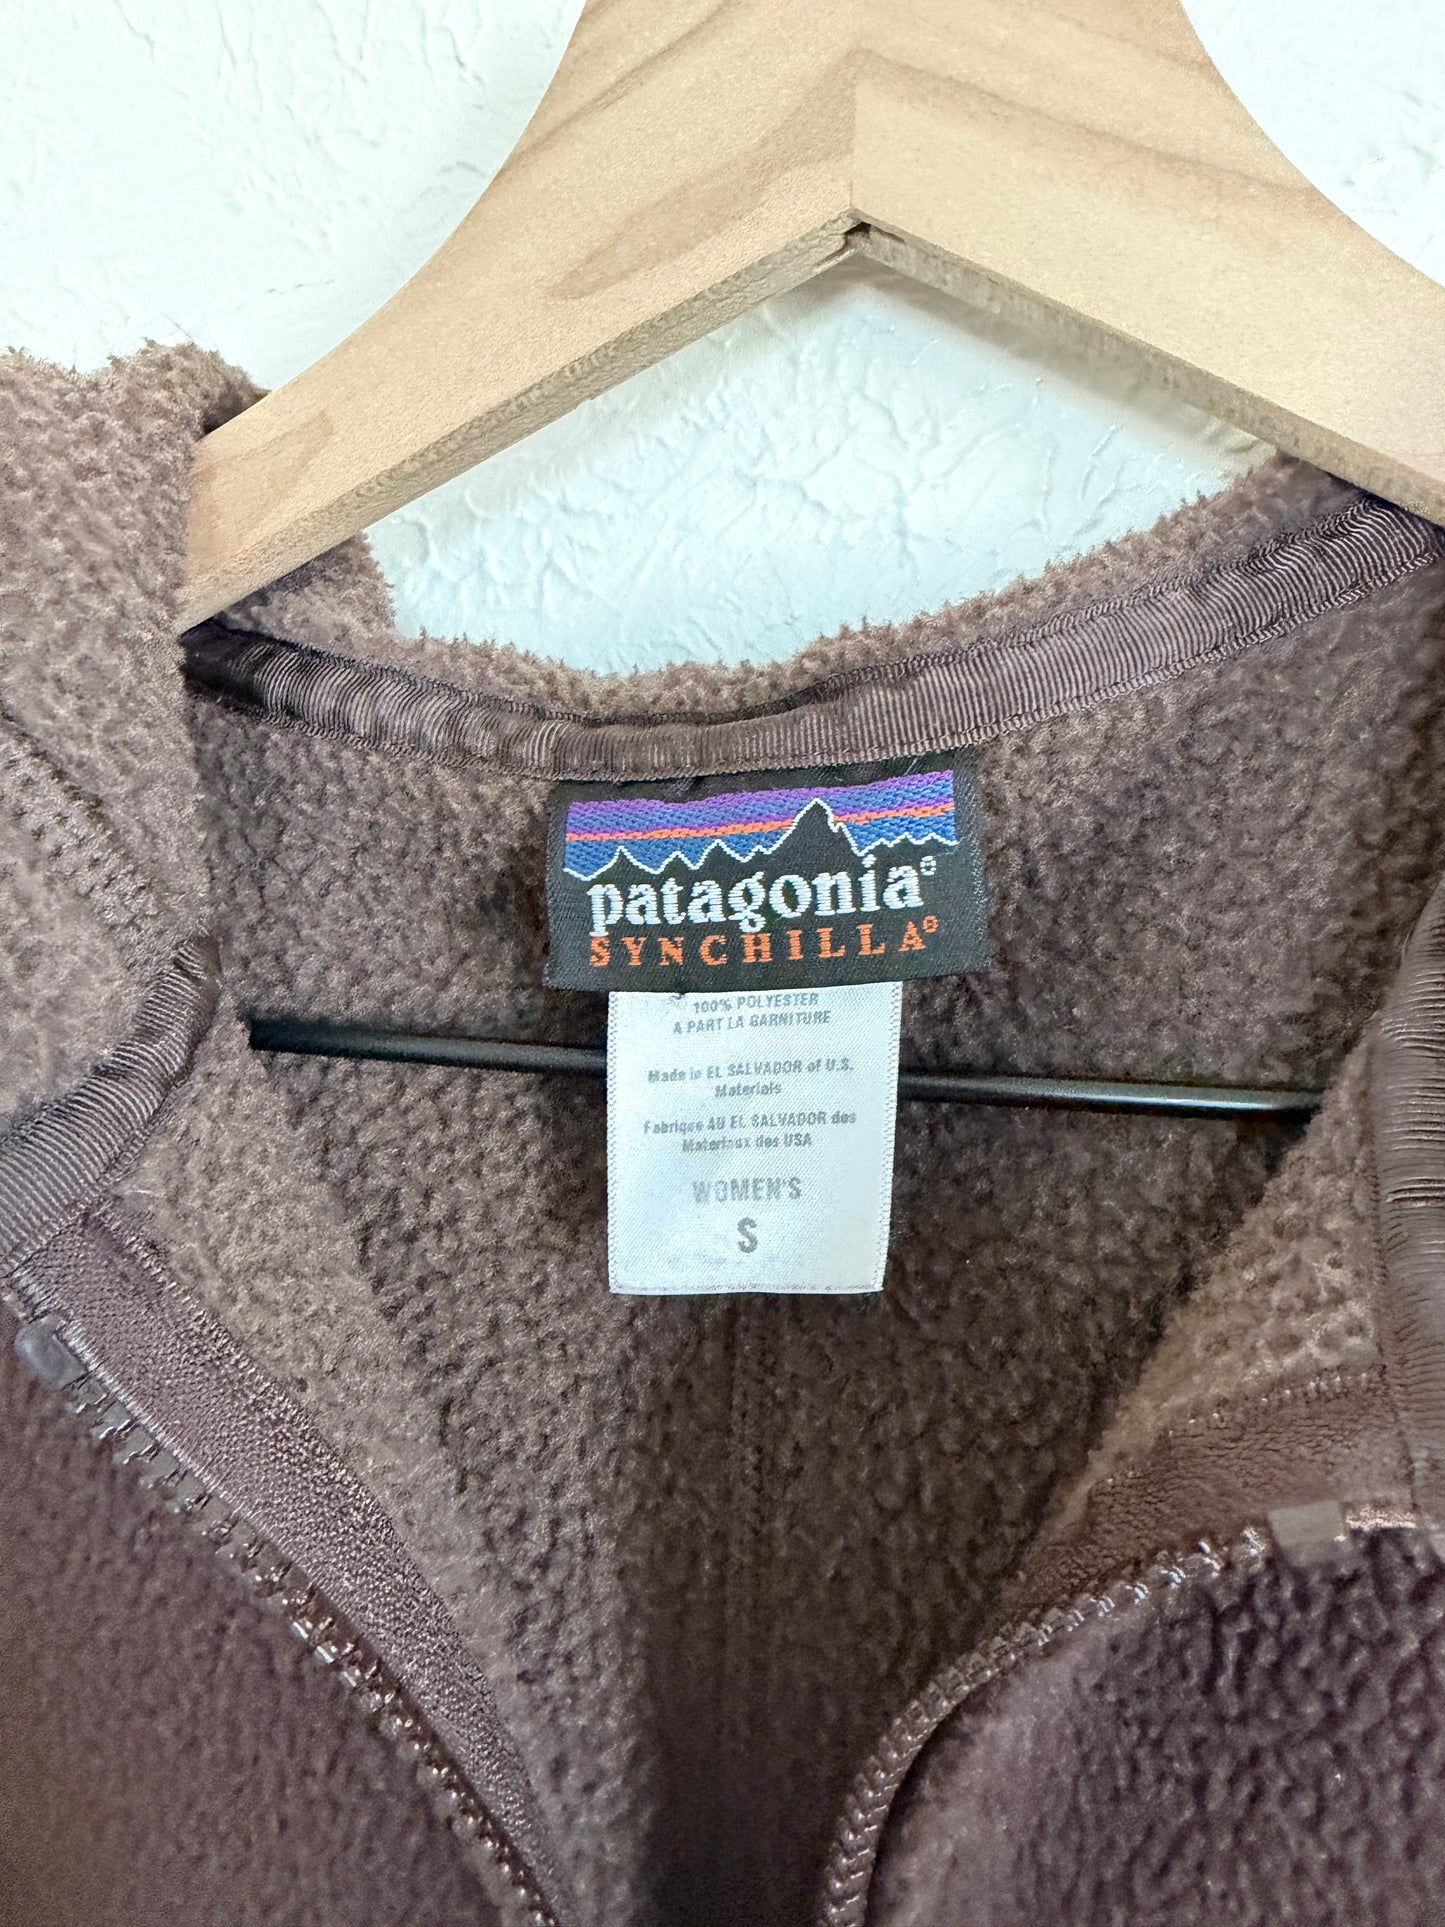 patagonia®
SYNCHILLA®
100% POLYESTER
A PART LA GARNITURE
Made in EL SALVADOR of U.S.
Materials
Fabrique AU EL SALVADOR des
Materiaux des USA
WOMEN'S
S